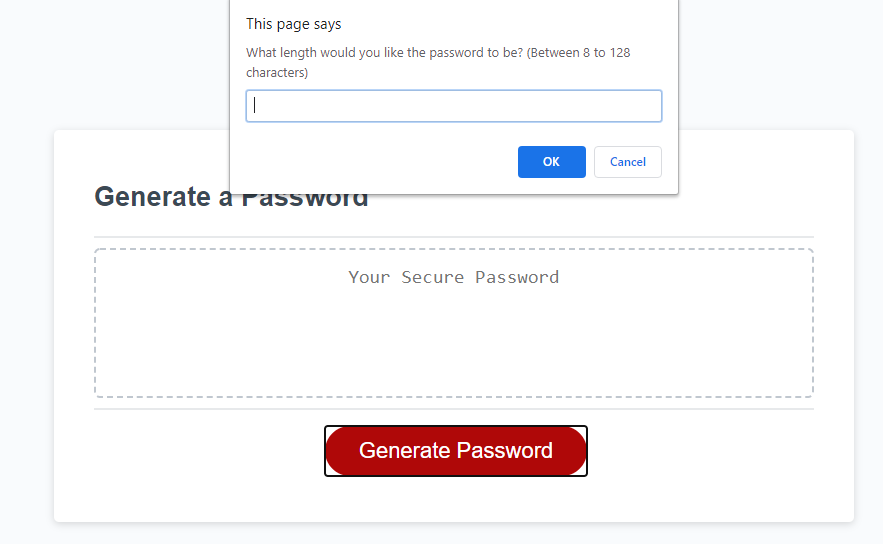 This page says
What length would you like the password to be? (Between 8 to 128
characters)
OK
Cancel
Generate a Password
Your Secure Password
Generate Password